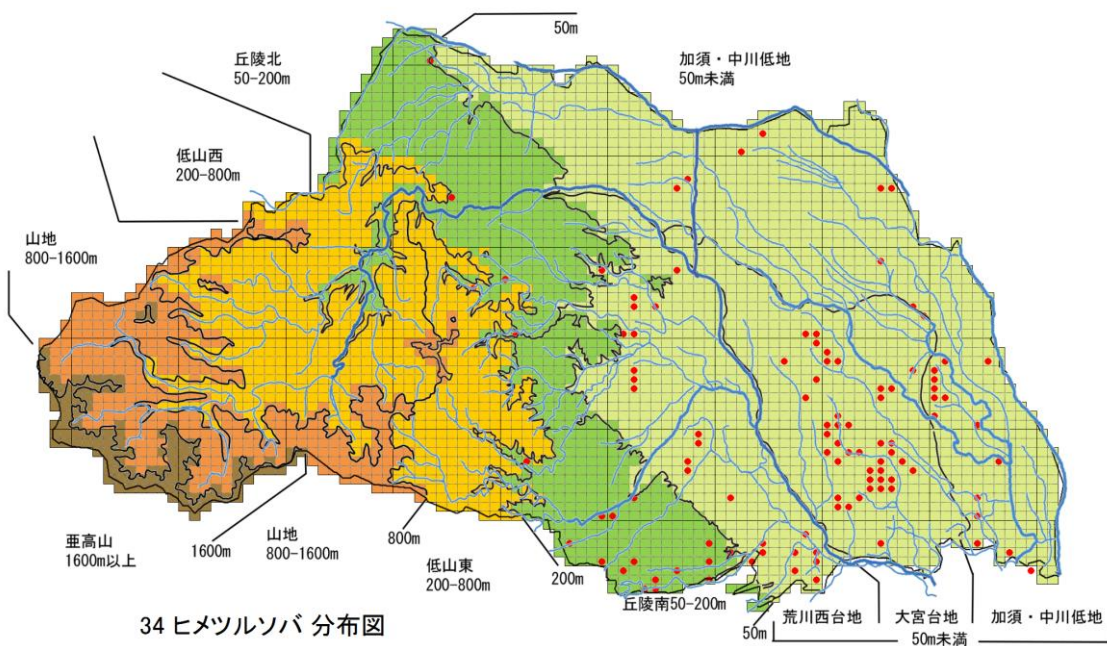 50m
丘陵北
50-200m
加須・中川低地
50m未満
低山西
200-800m
山地
800-1600m
亜高山
1600m以上
1600m
山地
800-1600m
800m
低山東
200-800m
200m
丘陵南50-200m
50m
荒川西台地
大宮台地
加須・中川低地
50m未満
34 ヒメツルソバ 分布図